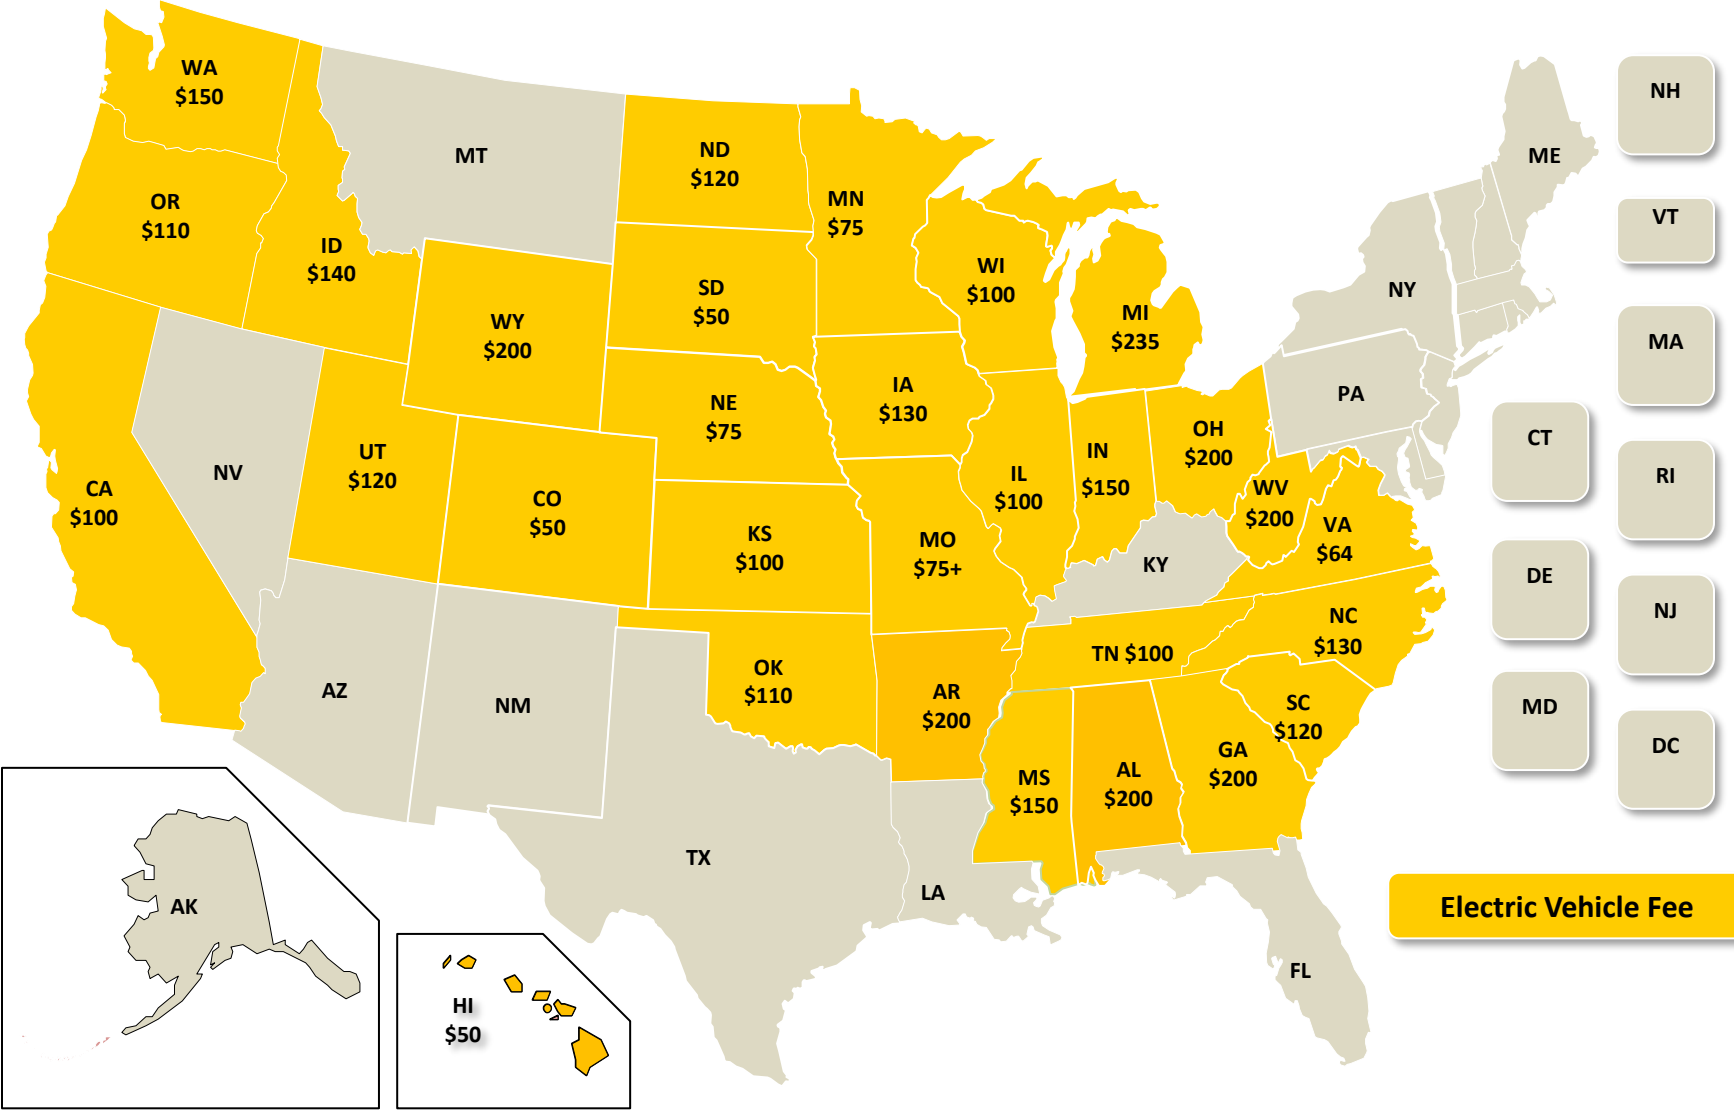 WA
$150
OR
$110
CA
$100
ID
$140
NV
MT
WY
$200
UT
$120
CO
$50
AZ
NM
ND
$120
SD
$50
NE
$75
KS
$100
OK
$110
TX
MN
$75
IA
$130
MO
$75+
AR
$200
LA
WI
$100
IL
$100
MI
$235
IN
$150
OH
$200
KY
TN $100
MS
$150
AL
$200
GA
$200
FL
SC
$120
NC
$130
VA
$64
WV
$200
PA
NY
ME
NH
VT
MA
CT
RI
DE
NJ
MD
DC
AK
HI
$50
Electric Vehicle Fee